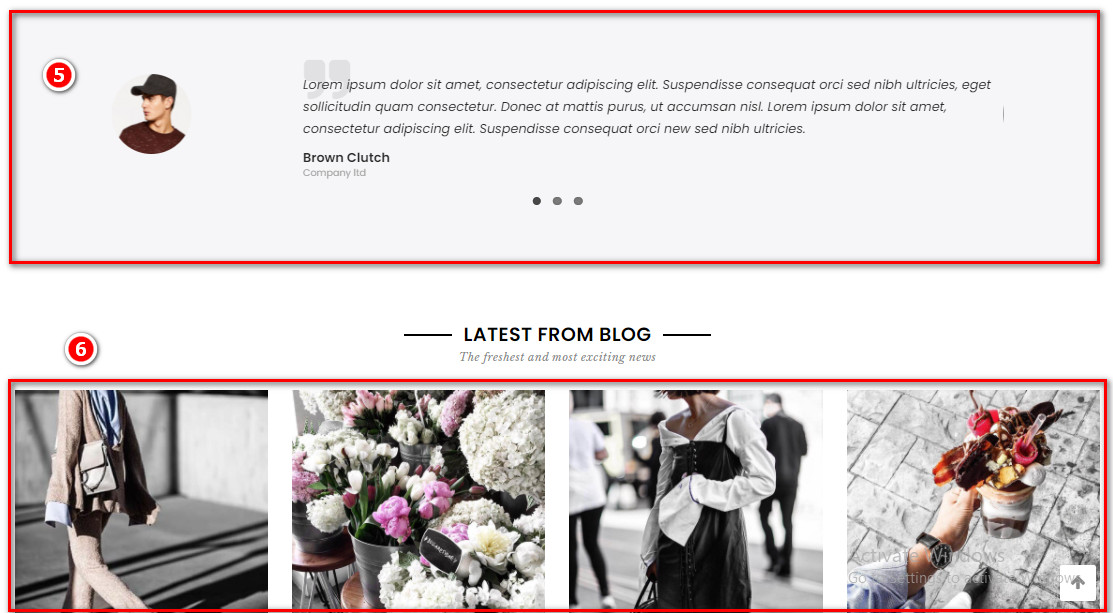 5
Lorem ipsum dolor sit amet, consectetur adipiscing elit. Suspendisse consequat orci sed nibh ultricies, eget
sollicitudin quam consectetur. Donec at mattis purus, ut accumsan nisl. Lorem ipsum dolor sit amet,
consectetur adipiscing elit. Suspendisse consequat orci new sed nibh ultricies.
Brown Clutch
Company ltd
6
LATEST FROM BLOG
The freshest and most exciting news
Activate Windows
Go to Settings to activate Windows